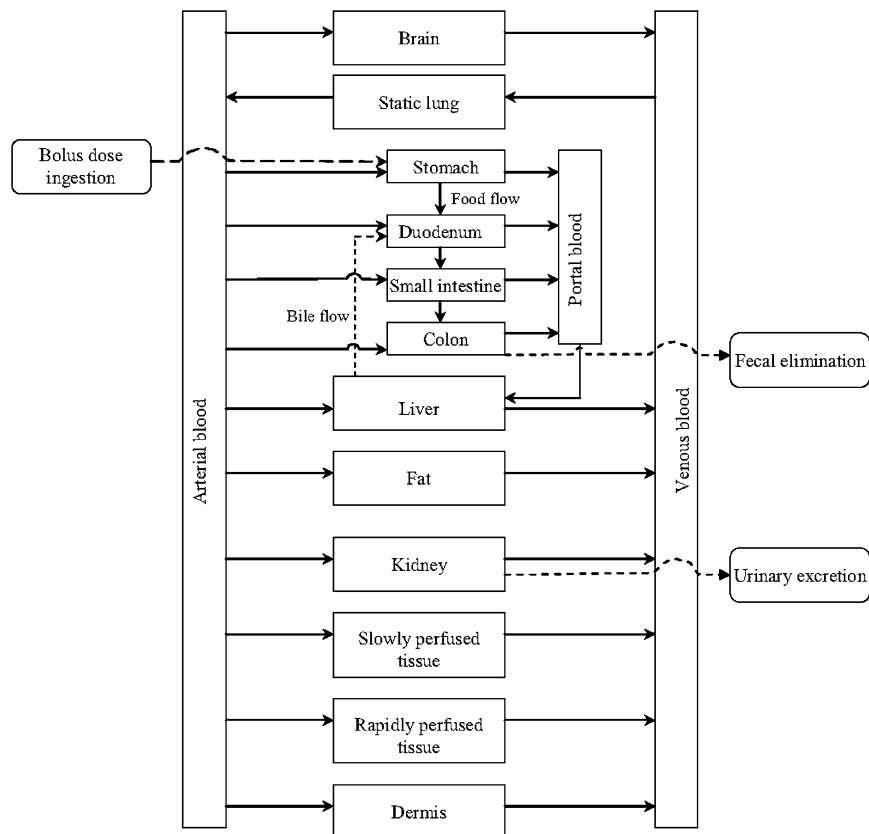 Brain
Static lung
Bolus dose
ingestion
Stomach
Food flow
Duodenum
Small intestine
Bile flow
Colon
Portal blood
Fecal elimination
Liver
Arterial blood
Venous blood
Fat
Kidney
Urinary excretion
Slowly perfused
tissue
Rapidly perfused
tissue
Dermis